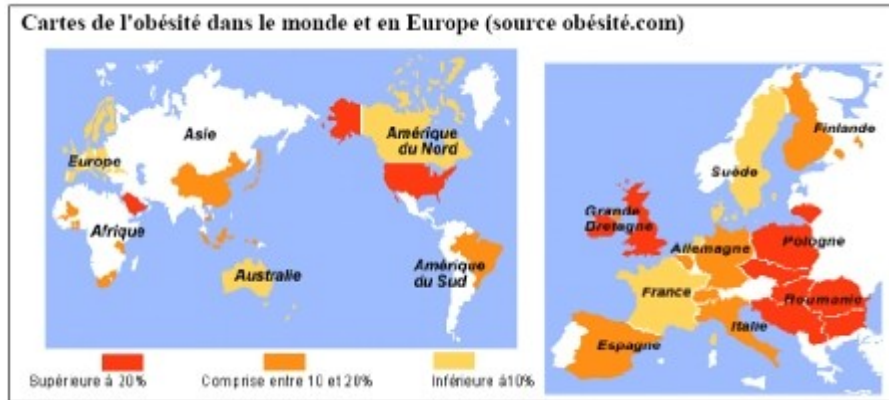 Cartes de l'obésité dans le monde et en Europe (source obésité.com)
Asie
Europe
Afrique
Australie
Amérique
du Nord
Amérique
du Sud
Finlande
Suède
Grande
Bretagne
Allemagne
Pologne
France
Roumanie
Italie
Espagne
Supérieure à 20%
Comprise entre 10 et 20%
Inférieure à10%